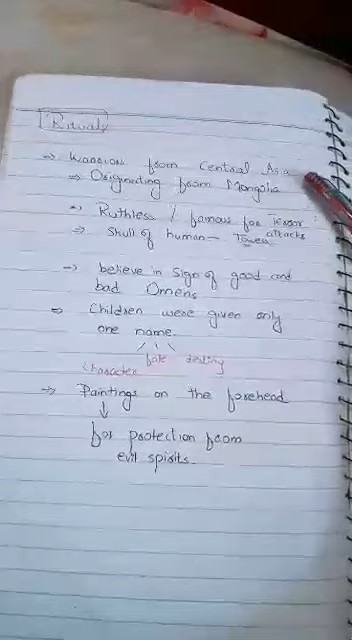 Rituals
→ Warriors from Central Asia
→ Originating from Mongolia
→ Ruthless / famous for Terror
attacks
→ Skull of human — Tower
→ believe in Sign of good and
bad Omens
→ Children were given only
one name
character fate destiny
→ Paintings on the forehead
↓
for protection from
evil spirits.